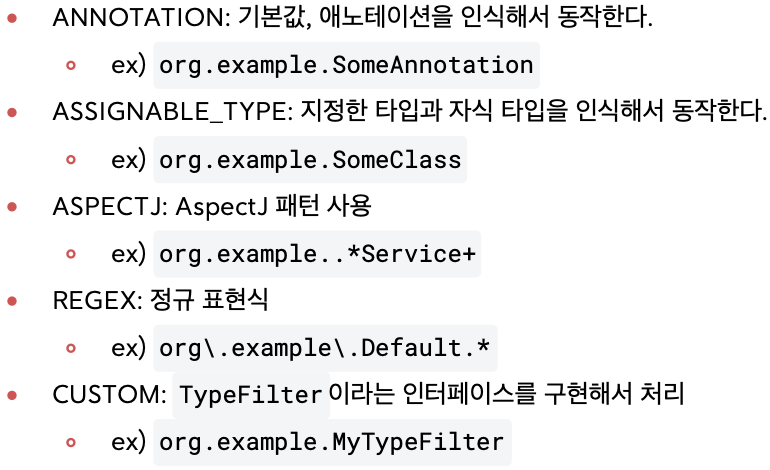 • ANNOTATION: 기본값, 애노테이션을 인식해서 동작한다.
◦ ex) org.example.SomeAnnotation
• ASSIGNABLE_TYPE: 지정한 타입과 자식 타입을 인식해서 동작한다.
◦ ex) org.example.SomeClass
• ASPECTJ: AspectJ 패턴 사용
◦ ex) org.example..*Service+
• REGEX: 정규 표현식
◦ ex) org\.example\.Default.*
• CUSTOM: TypeFilter 이라는 인터페이스를 구현해서 처리
◦ ex) org.example.MyTypeFilter